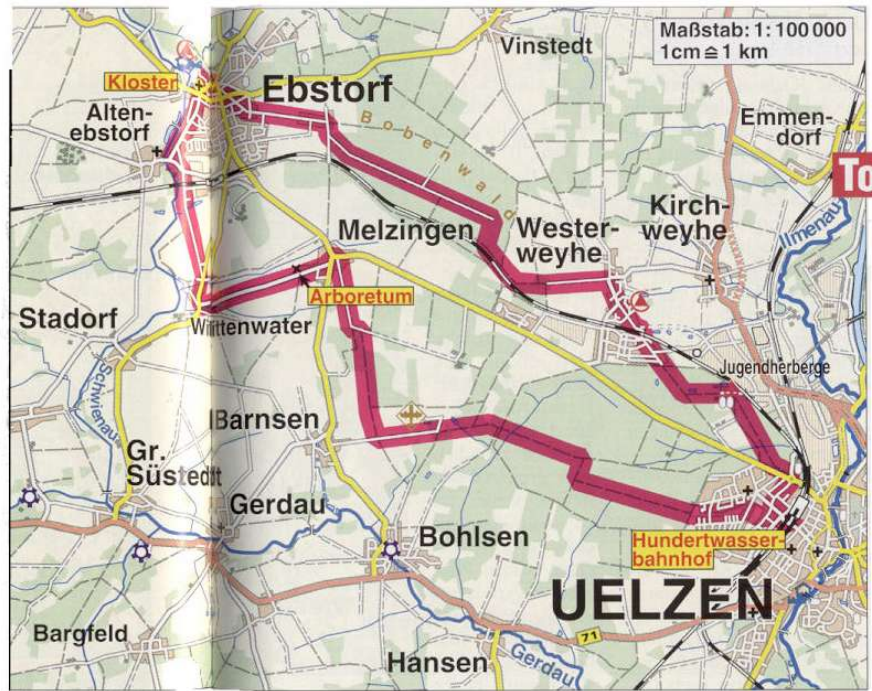 Maßstab: 1:100 000
1cm ≙ 1 km
Vinstedt
Kloster
Ebstorf
Alten-
ebstorf
Bobenwald
Emmen-
dorf
To
Ilmenau
Melzingen
Wester-
weyhe
Kirch-
weyhe
Arboretum
Stadorf
Wittenwater
Jugendherberge
Schwienau
Barnsen
Gr.
Süstedt
Gerdau
Bohlsen
Hundertwasser-
bahnhof
UELZEN
71
Bargfeld
Hansen
Gerdau